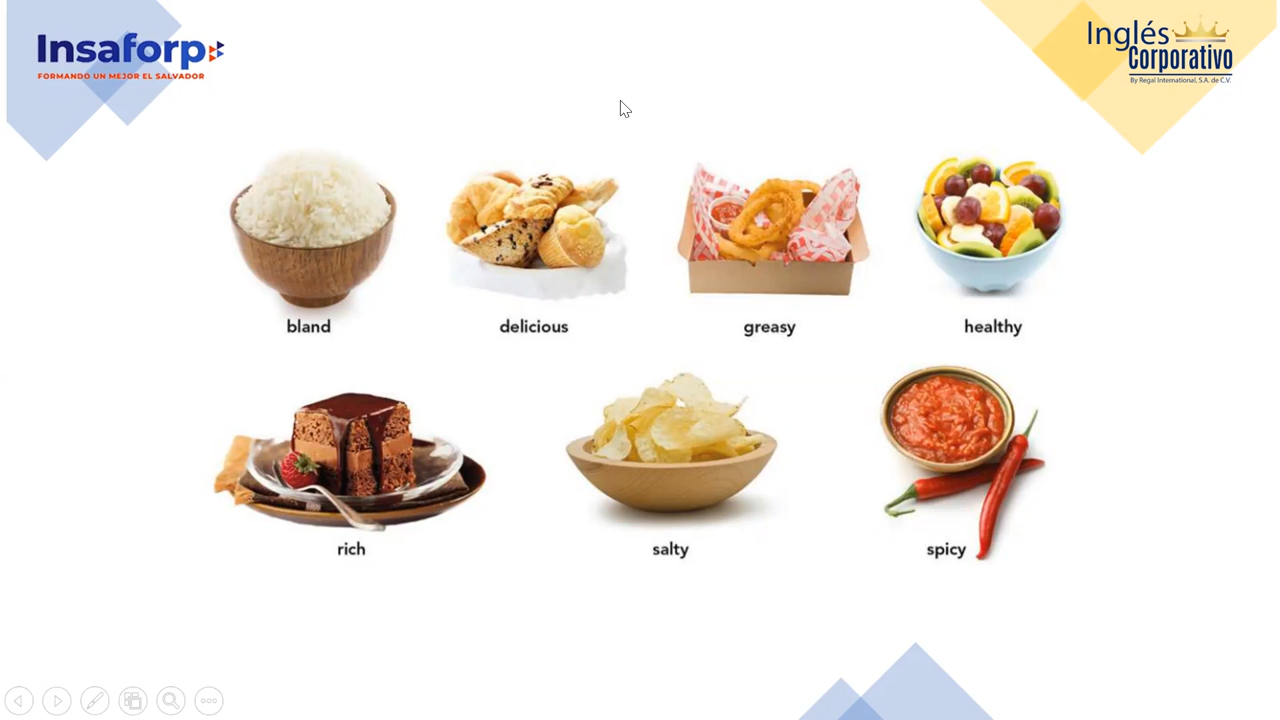 Insaforp
FORMANDO UN MEJOR EL SALVADOR
Inglés
Corporativo
By Regal International, S.A. de C.V.
bland
delicious
greasy
healthy
rich
salty
spicy